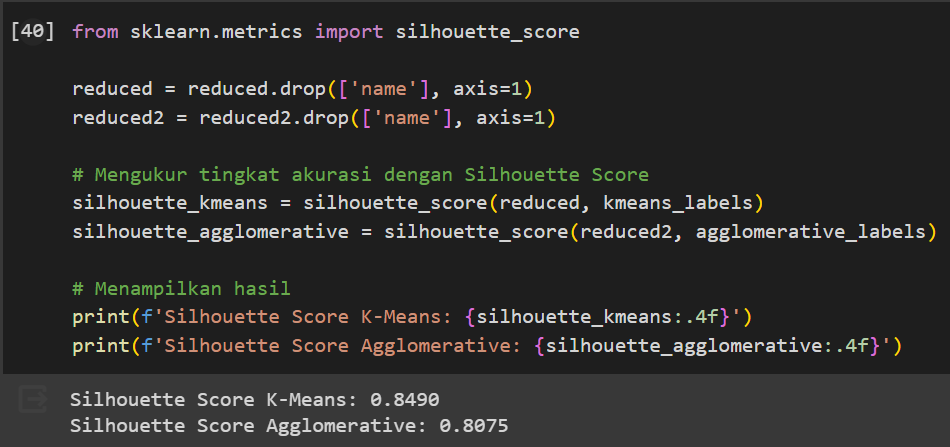 [40] from sklearn.metrics import silhouette_score
reduced = reduced.drop(['name'], axis=1)
reduced2 = reduced2.drop(['name'], axis=1)
# Mengukur tingkat akurasi dengan Silhouette Score
silhouette_kmeans = silhouette_score(reduced, kmeans_labels)
silhouette_agglomerative = silhouette_score(reduced2, agglomerative_labels)
# Menampilkan hasil
print(f'Silhouette Score K-Means: {silhouette_kmeans:.4f}')
print(f'Silhouette Score Agglomerative: {silhouette_agglomerative:.4f}')
Silhouette Score K-Means: 0.8490
Silhouette Score Agglomerative: 0.8075